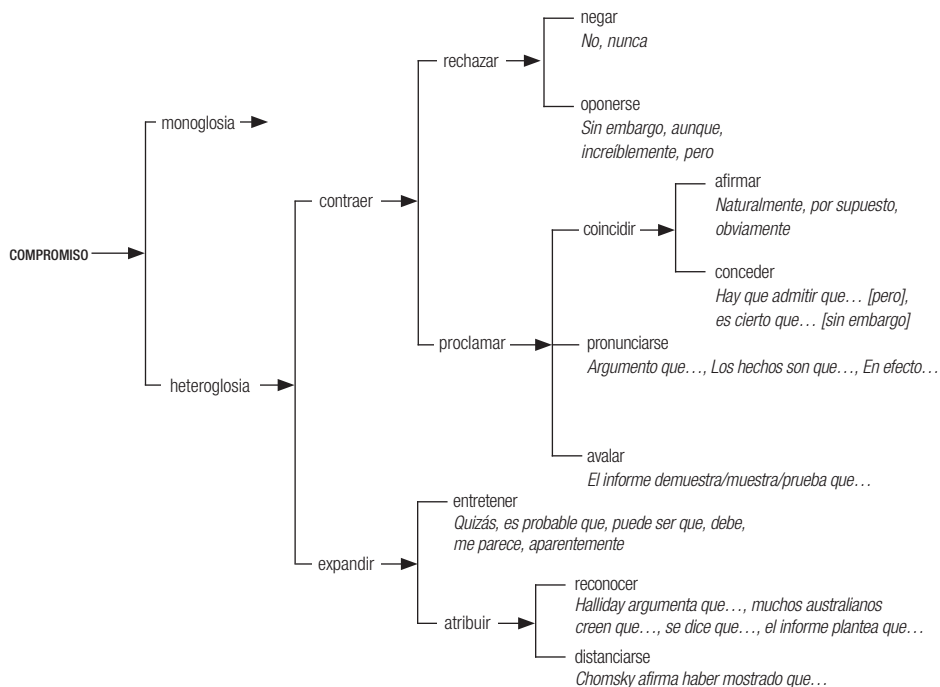 negar
No, nunca
rechazar
oponerse
Sin embargo, aunque,
increíblemente, pero
monoglosia
afirmar
Naturalmente, por supuesto,
obviamente
contraer
coincidir
COMPROMISO
conceder
Hay que admitir que… [pero],
es cierto que… [sin embargo]
proclamar
pronunciarse
Argumento que…, Los hechos son que…, En efecto…
heteroglosia
avalar
El informe demuestra/muestra/prueba que…
entretener
Quizás, es probable que, puede ser que, debe,
me parece, aparentemente
expandir
reconocer
Halliday argumenta que…, muchos australianos
creen que…, se dice que…, el informe plantea que…
atribuir
distanciarse
Chomsky afirma haber mostrado que…